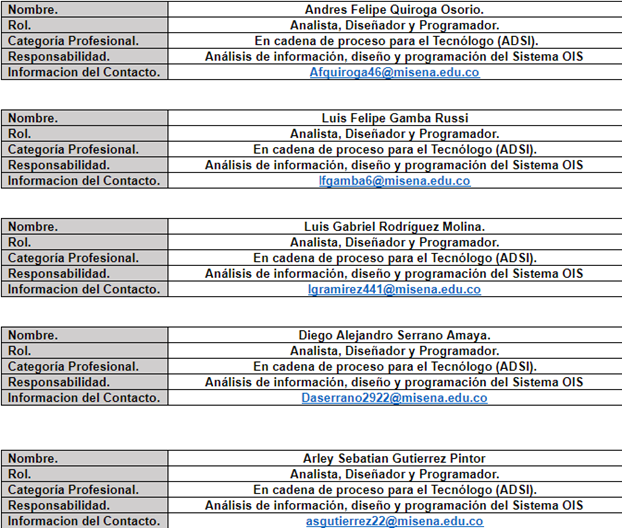 Nombre. Andres Felipe Quiroga Osorio.
Rol. Analista, Diseñador y Programador.
Categoría Profesional. En cadena de proceso para el Tecnólogo (ADSI).
Responsabilidad. Análisis de información, diseño y programación del Sistema OIS
Informacion del Contacto. Afquiroga46@misena.edu.co
Nombre. Luis Felipe Gamba Russi
Rol. Analista, Diseñador y Programador.
Categoría Profesional. En cadena de proceso para el Tecnólogo (ADSI).
Responsabilidad. Análisis de información, diseño y programación del Sistema OIS
Informacion del Contacto. lfgamba6@misena.edu.co
Nombre. Luis Gabriel Rodríguez Molina.
Rol. Analista, Diseñador y Programador.
Categoría Profesional. En cadena de proceso para el Tecnólogo (ADSI).
Responsabilidad. Análisis de información, diseño y programación del Sistema OIS
Informacion del Contacto. lgramirez441@misena.edu.co
Nombre. Diego Alejandro Serrano Amaya.
Rol. Analista, Diseñador y Programador.
Categoría Profesional. En cadena de proceso para el Tecnólogo (ADSI).
Responsabilidad. Análisis de información, diseño y programación del Sistema OIS
Informacion del Contacto. Daserrano2922@misena.edu.co
Nombre. Arley Sebatian Gutierrez Pintor
Rol. Analista, Diseñador y Programador.
Categoría Profesional. En cadena de proceso para el Tecnólogo (ADSI).
Responsabilidad. Análisis de información, diseño y programación del Sistema OIS
Informacion del Contacto. asgutierrez22@misena.edu.co